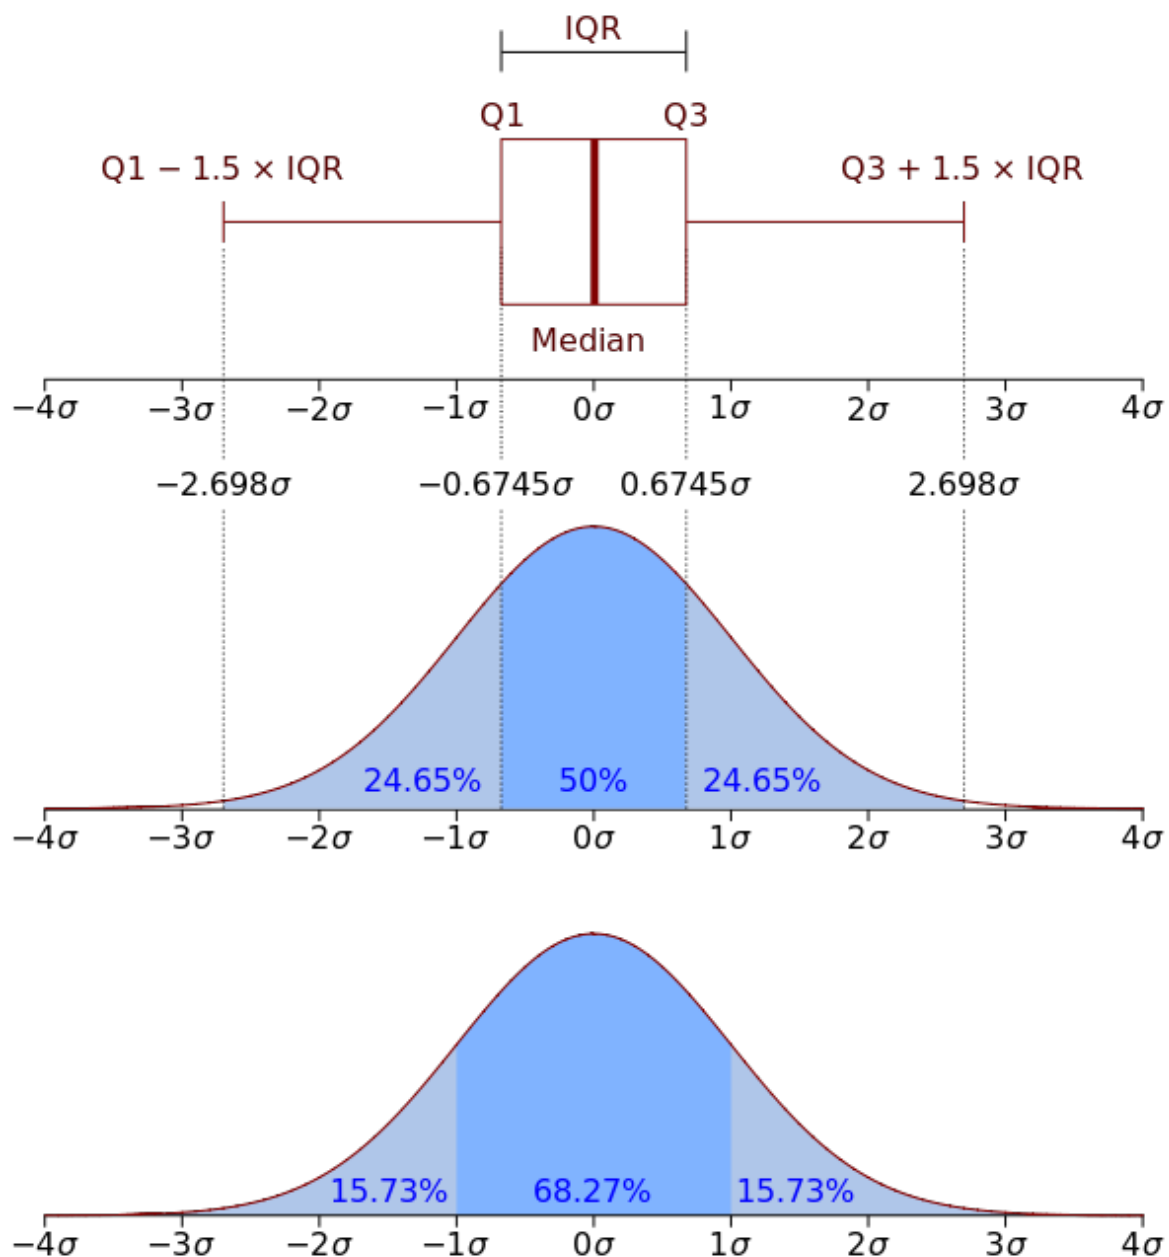 IQR
Q1 Q3
Q1 − 1.5 × IQR Q3 + 1.5 × IQR
Median
−4σ −3σ −2σ −1σ 0σ 1σ 2σ 3σ 4σ
−2.698σ −0.6745σ 0.6745σ 2.698σ
24.65% 50% 24.65%
−4σ −3σ −2σ −1σ 0σ 1σ 2σ 3σ 4σ
15.73% 68.27% 15.73%
−4σ −3σ −2σ −1σ 0σ 1σ 2σ 3σ 4σ